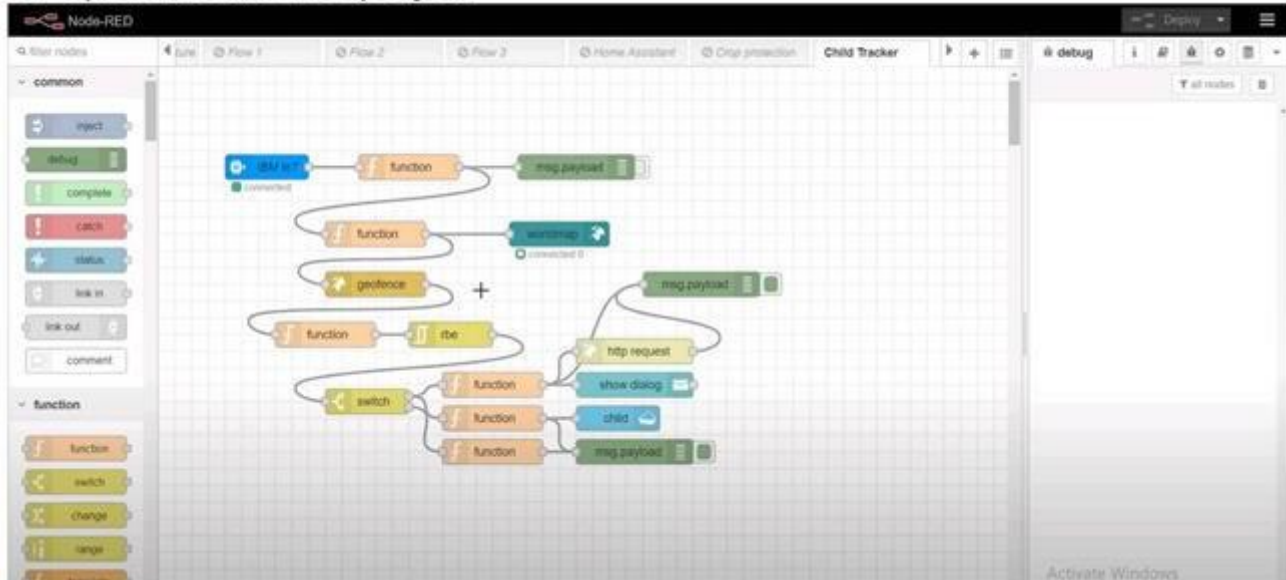 Node-RED
Deploy
filter nodes
Flow 1
Flow 2
Flow 3
Home Assistant
Crop protection
Child Tracker
debug
i
all nodes
common
inject
debug
complete
catch
status
link in
link out
comment
function
function
switch
change
range
function
msg.payload
connected
function
worldmap
connected 0
geofence
msg.payload
function
rbe
http request
switch
function
show dialog
function
child
function
msg.payload
Activate Windows